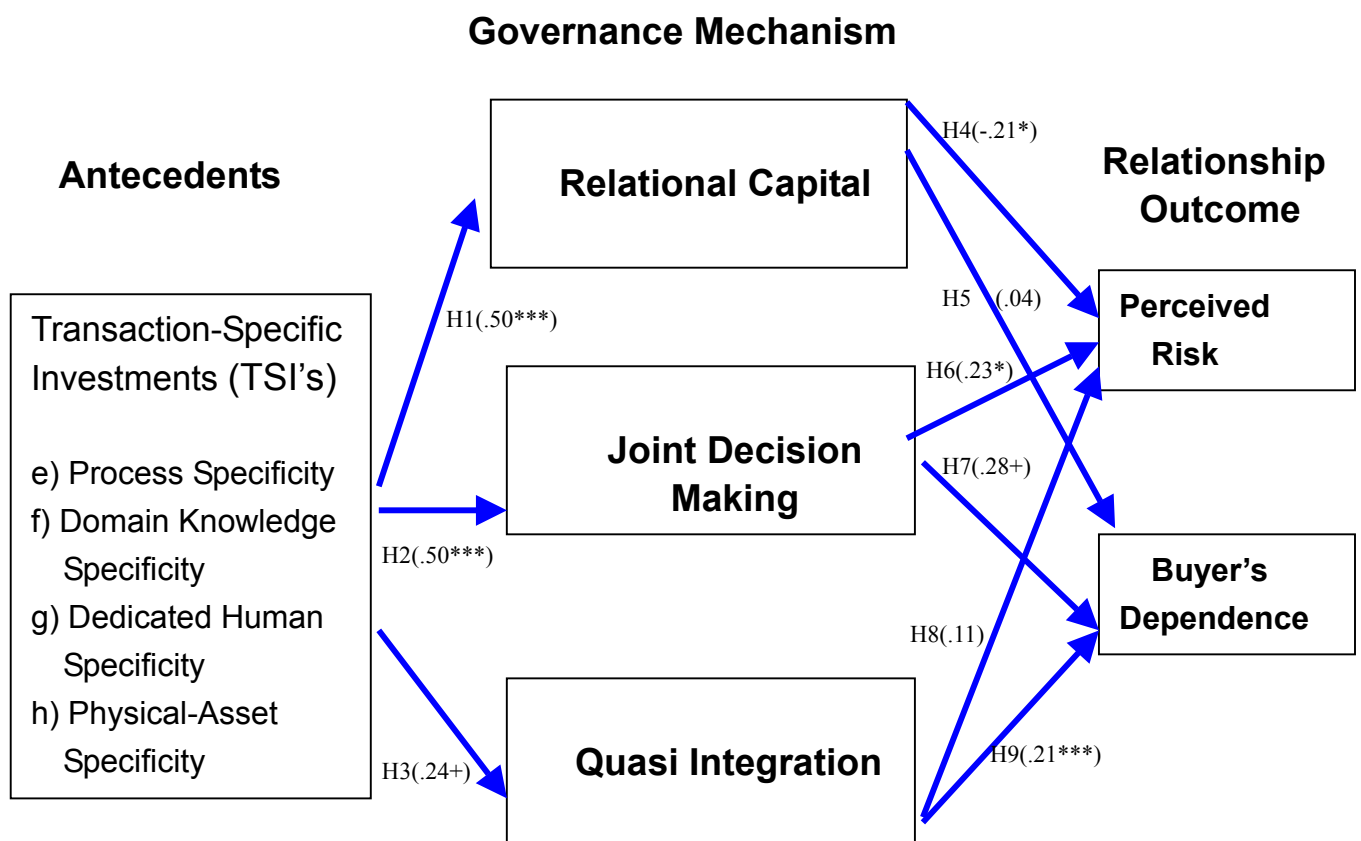 Governance Mechanism
Antecedents
Relationship
Outcome
Transaction-Specific
Investments (TSI’s)
e) Process Specificity
f) Domain Knowledge
Specificity
g) Dedicated Human
Specificity
h) Physical-Asset
Specificity
H1(.50***)
H2(.50***)
H3(.24+)
Relational Capital
Joint Decision
Making
Quasi Integration
H4(-.21*)
H5 (.04)
H6(.23*)
H7(.28+)
H8(.11)
H9(.21***)
Perceived
Risk
Buyer’s
Dependence